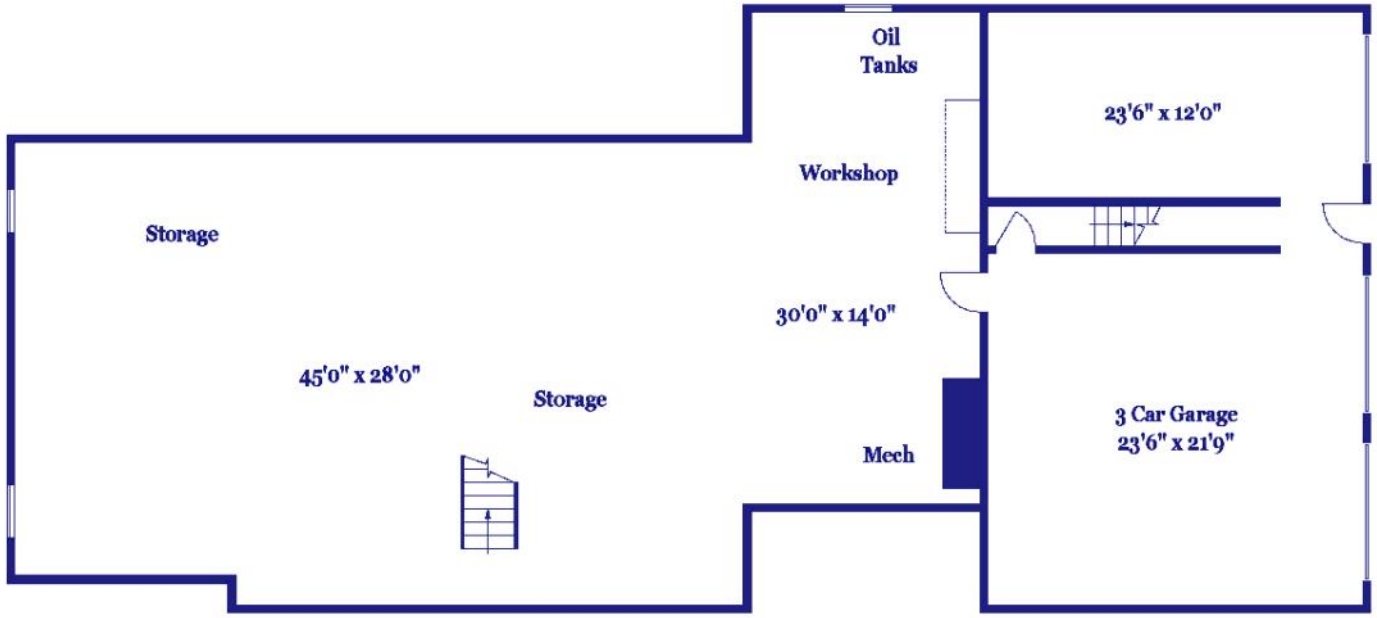 Oil
Tanks
23'6" x 12'0"
Workshop
Storage
30'0" x 14'0"
45'0" x 28'0"
Storage
3 Car Garage
23'6" x 21'9"
Mech